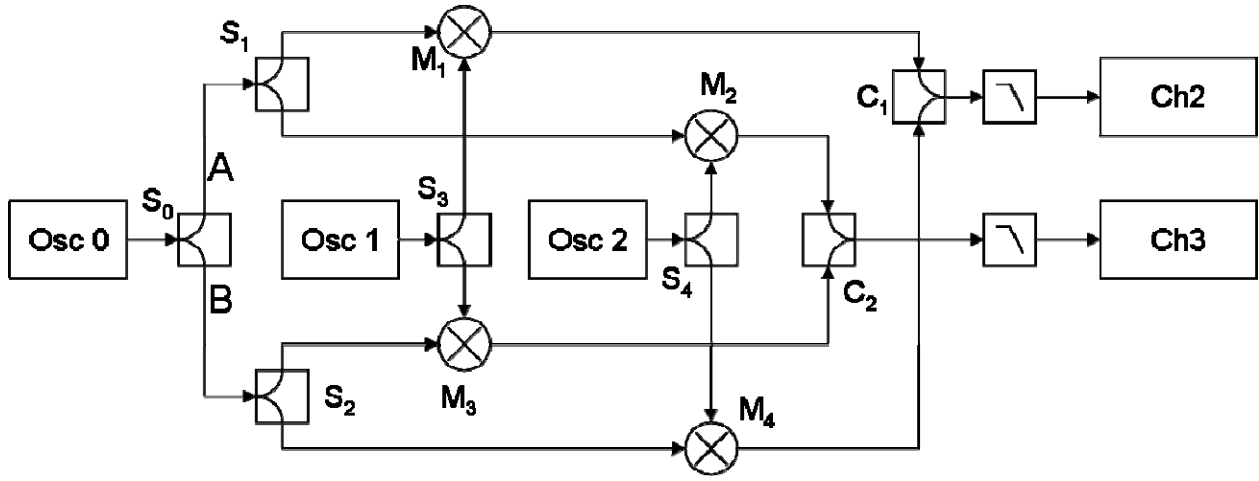 S1
M1
M2
C1
Ch2
A
S0
S3
Osc 0
Osc 1
Osc 2
Ch3
S4
B
C2
S2
M3
M4